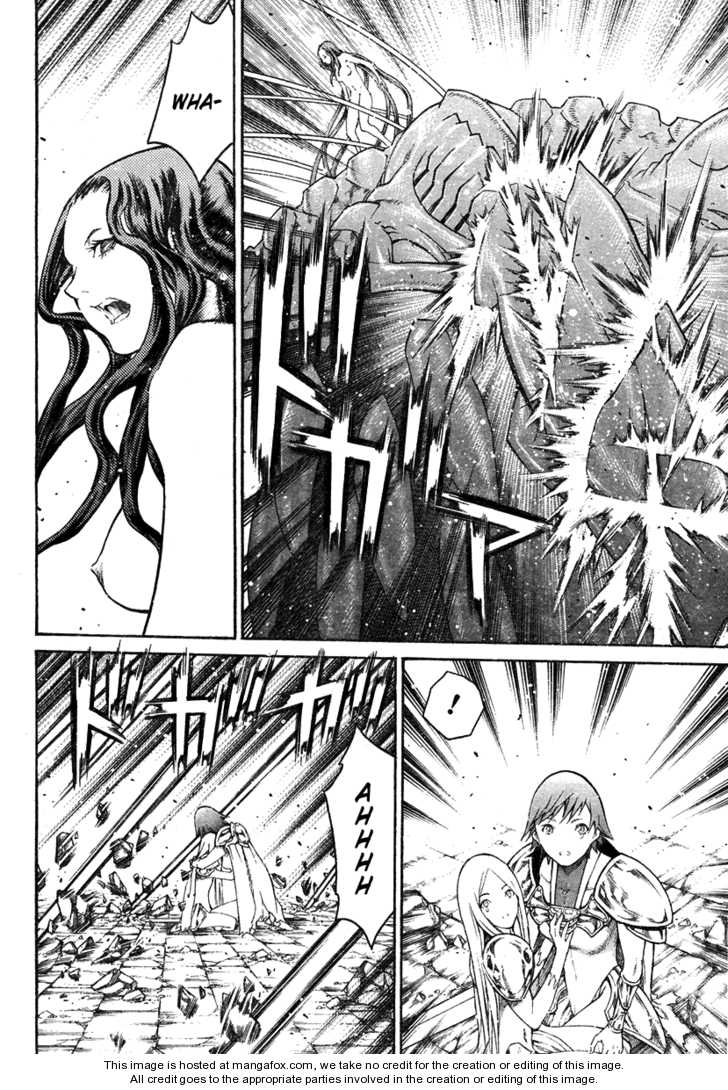 ドガァ
WHA-
!
ドガガガ
AHHHH
This image is hosted at mangafox.com, we take no credit for the creation or editing of this image.
All credit goes to the appropriate parties involved in the creation or editing of this image.